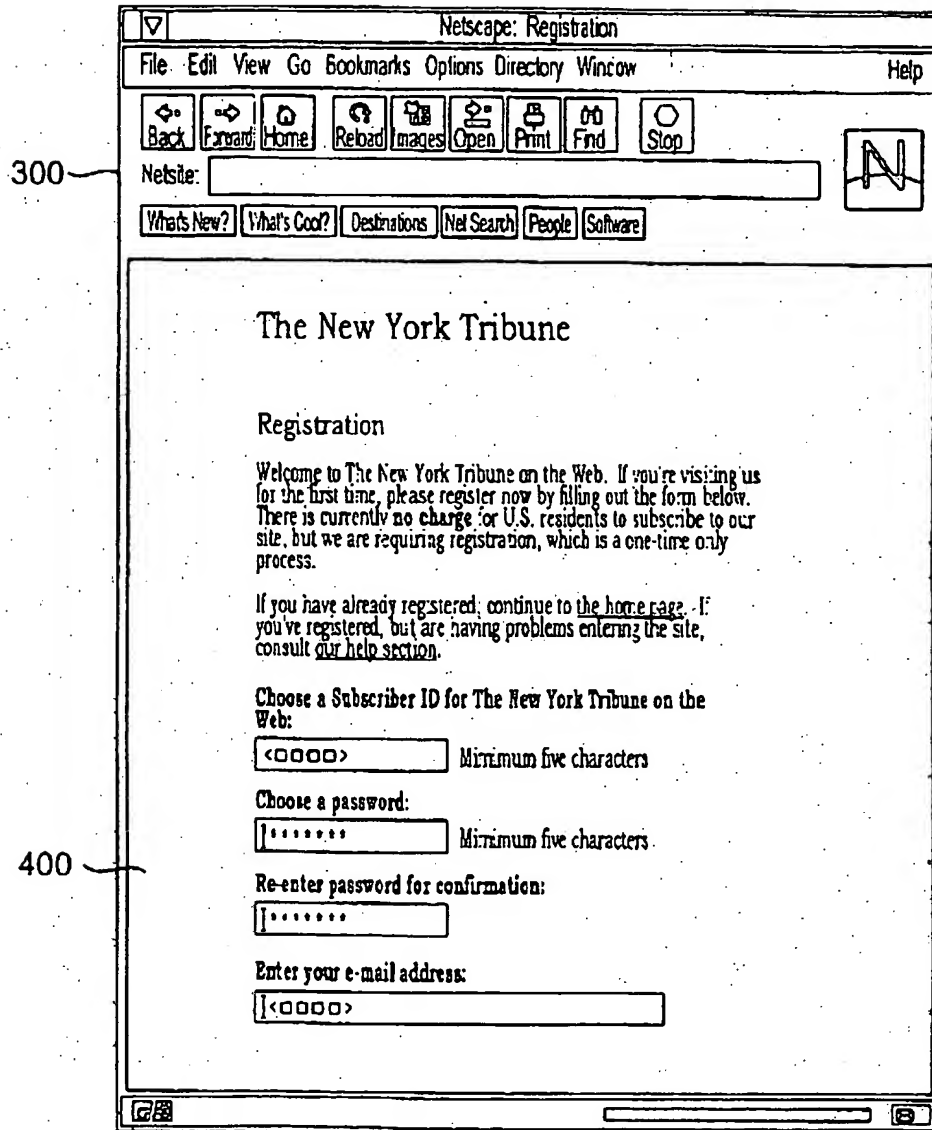 Netscape: Registration
File Edit View Go Bookmarks Options Directory Window Help
Back Forward Home Reload Images Open Print Find Stop
N
300
Netsite:
What's New? What's Cool? Destinations Net Search People Software
The New York Tribune
Registration
Welcome to The New York Tribune on the Web. If you're visiting us
for the first time, please register now by filling out the form below.
There is currently no charge for U.S. residents to subscribe to our
site, but we are requiring registration, which is a one-time only
process.
If you have already registered, continue to the home page. If
you've registered, but are having problems entering the site,
consult our help section.
Choose a Subscriber ID for The New York Tribune on the
Web:
<□□□□> Minimum five characters
Choose a password:
******* Minimum five characters
400
Re-enter password for confirmation:
*******
Enter your e-mail address:
<□□□□>